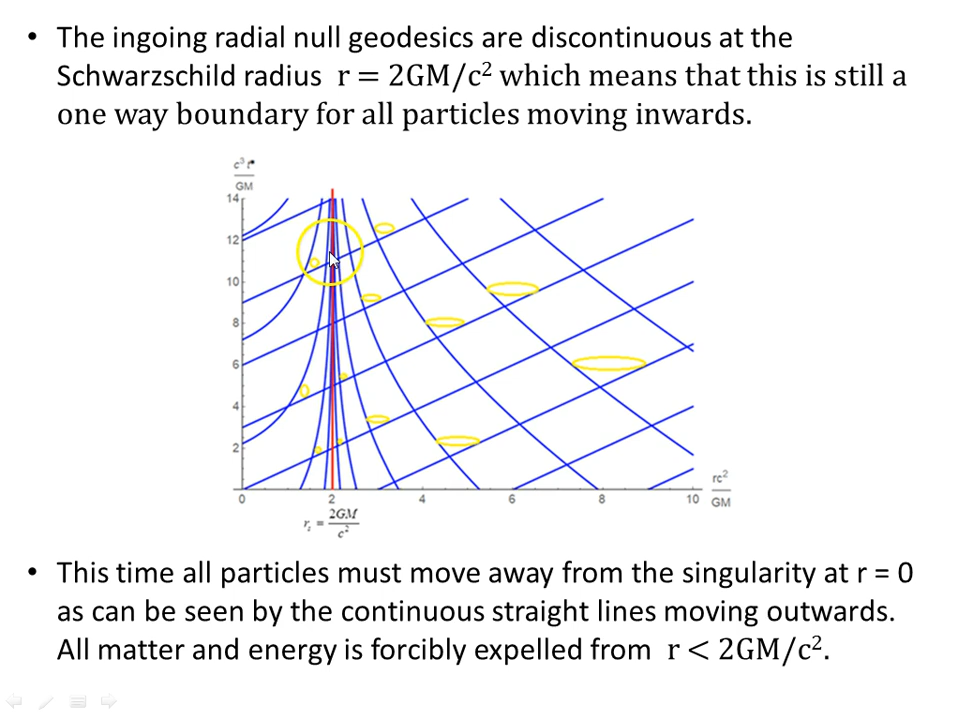 • The ingoing radial null geodesics are discontinuous at the
Schwarzschild radius r = 2GM/c² which means that this is still a
one way boundary for all particles moving inwards.
c³t*
GM
14
12
10
8
6
4
2
0 2 4 6 8 10
rc²
GM
rₛ = 2GM
c²
• This time all particles must move away from the singularity at r = 0
as can be seen by the continuous straight lines moving outwards.
All matter and energy is forcibly expelled from r < 2GM/c².